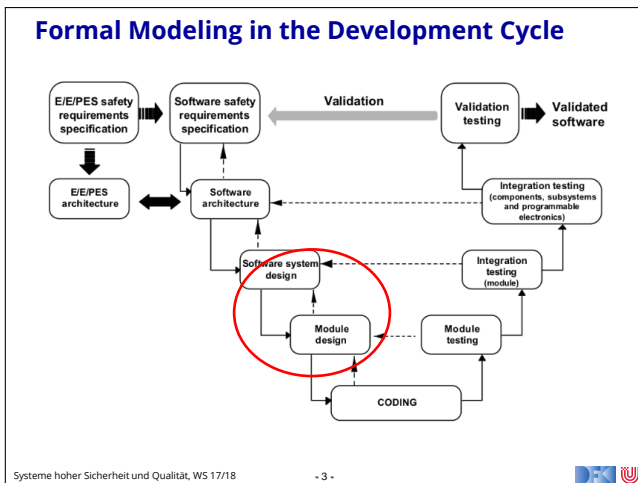 Formal Modeling in the Development Cycle
E/E/PES safety
requirements
specification
Software safety
requirements
specification
Validation
Validation
testing
Validated
software
E/E/PES
architecture
Software
architecture
Integration testing
(components, subsystems
and programmable
electronics)
Software system
design
Integration
testing
(module)
Module
design
Module
testing
CODING
Systeme hoher Sicherheit und Qualität, WS 17/18
- 3 -